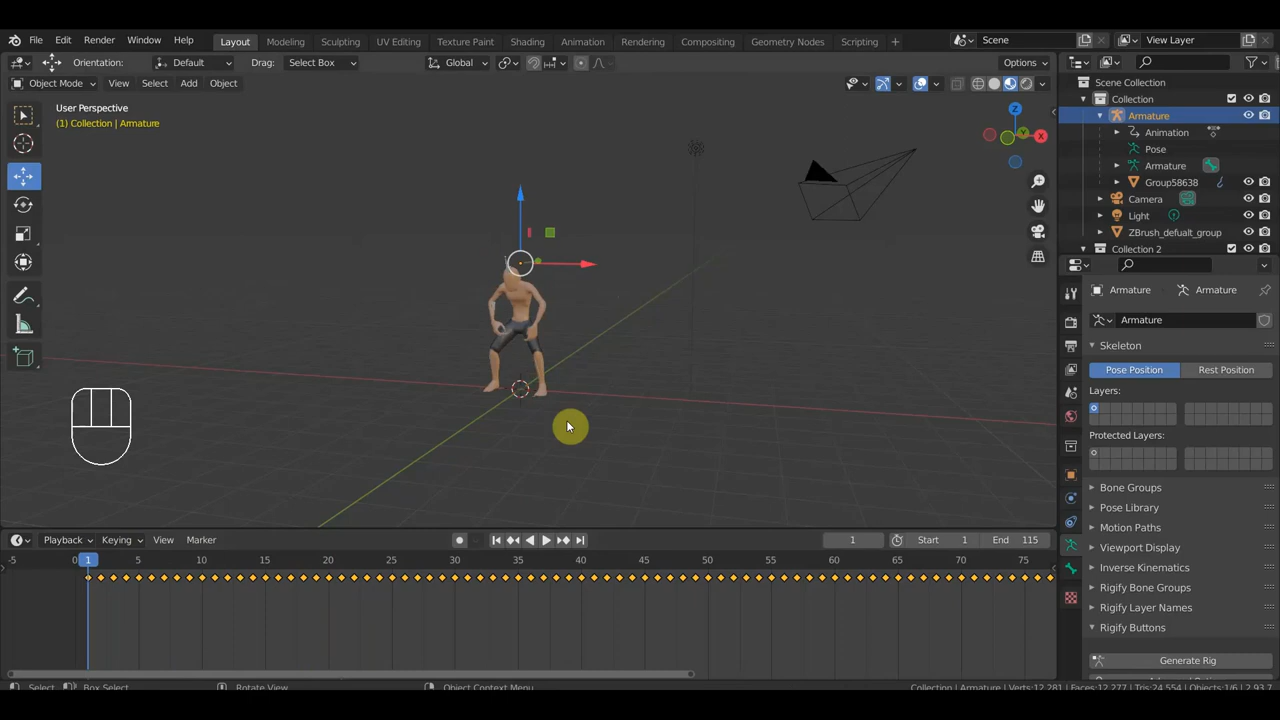 File Edit Render Window Help Layout Modeling Sculpting UV Editing Texture Paint Shading Animation Rendering Compositing Geometry Nodes Scripting + Scene View Layer
Orientation: Default Drag: Select Box Global Options
Object Mode View Select Add Object
Scene Collection
User Perspective
Collection
(1) Collection | Armature
Armature
Animation
Pose
Armature
Group58638
Camera
Light
ZBrush_defualt_group
Collection 2
Z
X
Y
Armature Armature
Armature
Skeleton
Pose Position Rest Position
Layers:
Protected Layers:
Bone Groups
Pose Library
Motion Paths
Viewport Display
Inverse Kinematics
Rigify Bone Groups
Rigify Layer Names
Rigify Buttons
Generate Rig
Playback Keying View Marker 1 Start 1 End 115
-5 0 1 5 10 15 20 25 30 35 40 45 50 55 60 65 70 75
Select Box Select Rotate View Object Context Menu Collection | Armature | Verts:12,281 | Faces:12,277 | Tris:24,554 | Objects:1/6 | 2.93.7